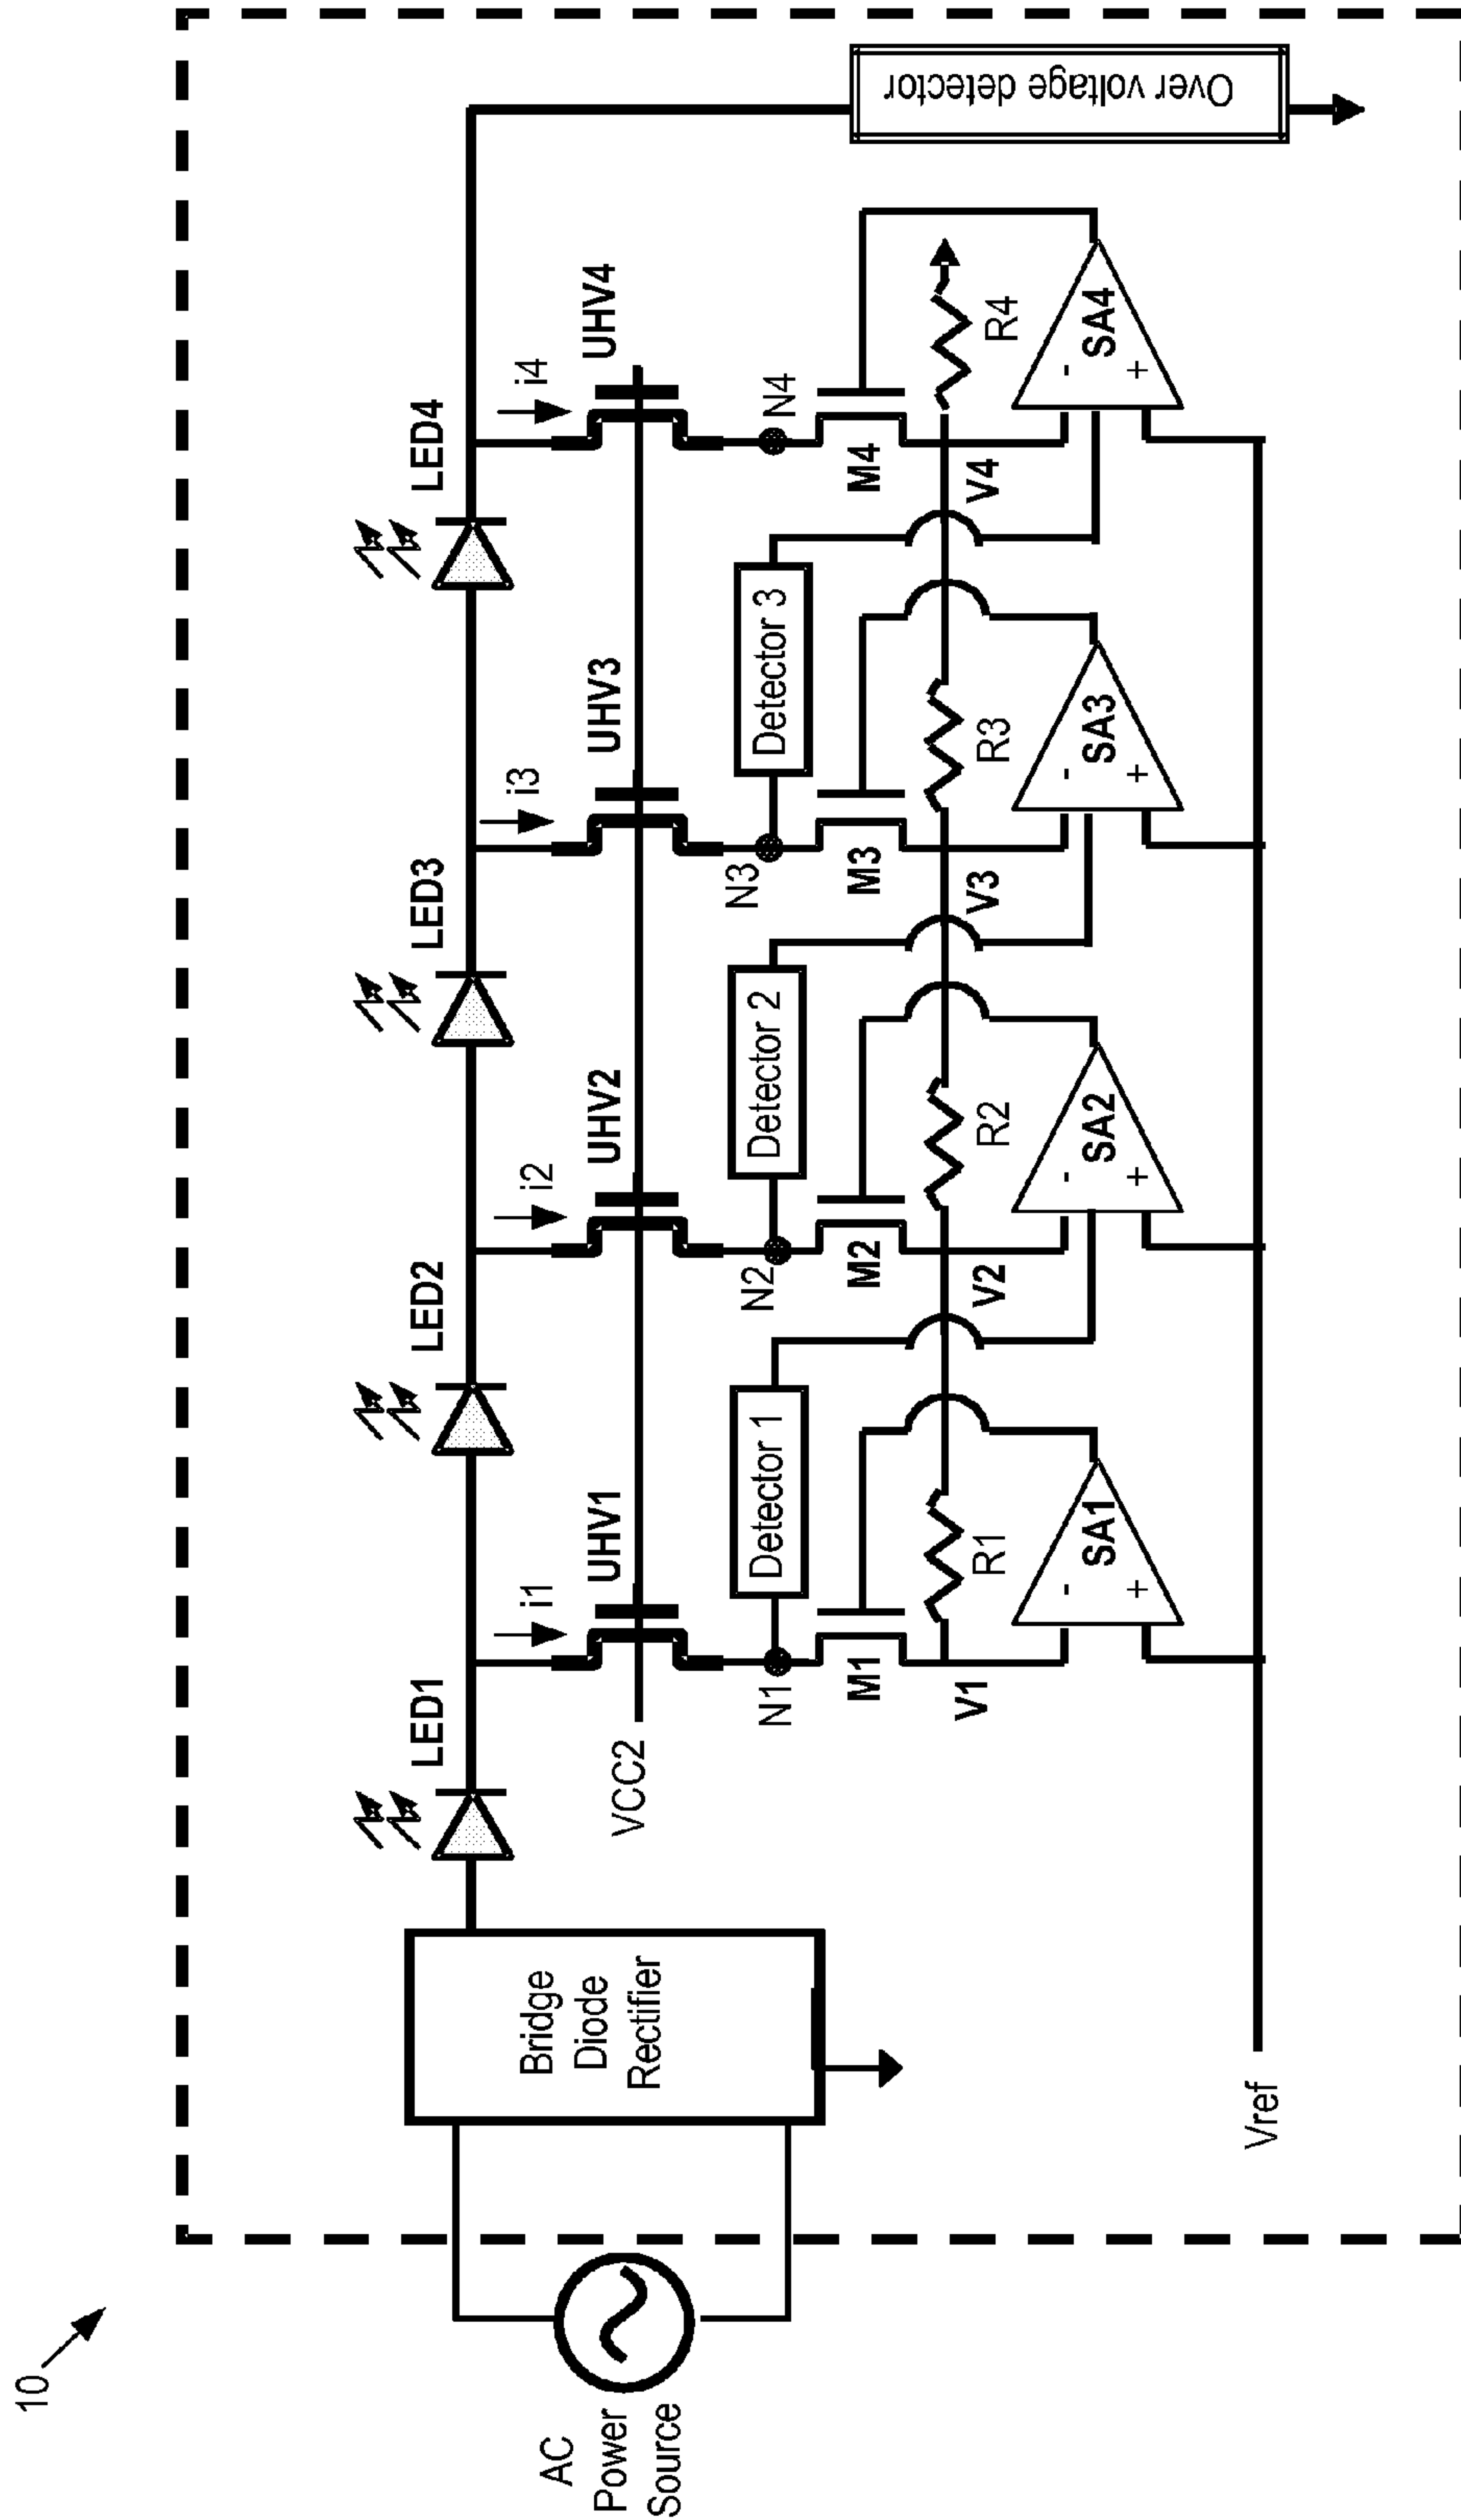 10
AC
Power
Source
Bridge
Diode
Rectifier
LED1
LED2
LED3
LED4
i1
i2
i3
i4
UHV1
UHV2
UHV3
UHV4
VCC2
N1
N2
N3
N4
Detector 1
Detector 2
Detector 3
Over voltage detector
M1
M2
M3
M4
R1
R2
R3
R4
V1
V2
V3
V4
- SA1 +
- SA2 +
- SA3 +
- SA4 +
Vref